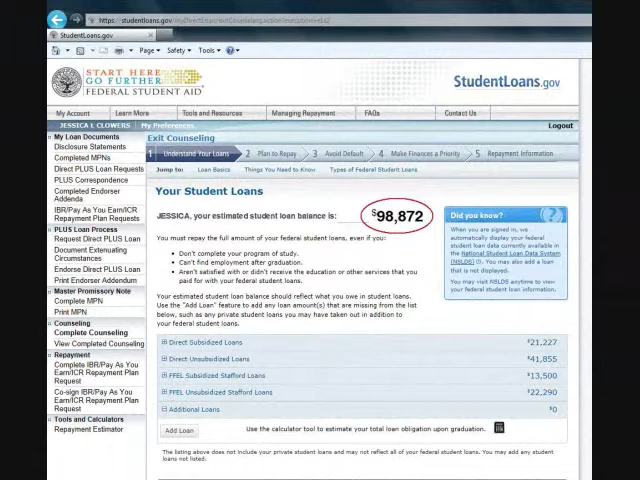 https://studentloans.gov
StudentLoans.gov
Page Safety Tools
START HERE
GO FURTHER
FEDERAL STUDENT AID
StudentLoans.gov
My Account Learn More Tools and Resources Managing Repayment FAQs Contact Us
JESSICA L CLOWERS My Preferences Logout
My Loan Documents
Disclosure Statements
Completed MPNs
Direct PLUS Loan Requests
PLUS Correspondence
Completed Endorser
Addenda
IBR/Pay As You Earn/ICR
Repayment Plan Requests
PLUS Loan Process
Request Direct PLUS Loan
Document Extenuating
Circumstances
Endorse Direct PLUS Loan
Print Endorser Addendum
Master Promissory Note
Complete MPN
Print MPN
Counseling
Complete Counseling
View Completed Counseling
Repayment
Complete IBR/Pay As You
Earn/ICR Repayment Plan
Request
Co-sign IBR/Pay As You
Earn/ICR Repayment Plan
Request
Tools and Calculators
Repayment Estimator
Exit Counseling
1 Understand Your Loans 2 Plan to Repay 3 Avoid Default 4 Make Finances a Priority 5 Repayment Information
Jump to: Loan Basics Things You Need to Know Types of Federal Student Loans
Your Student Loans
JESSICA, your estimated student loan balance is: $98,872
You must repay the full amount of your federal student loans, even if you:
• Don't complete your program of study.
• Can't find employment after graduation.
• Aren't satisfied with or didn't receive the education or other services that you
paid for with your federal student loans.
Your estimated student loan balance should reflect what you owe in student loans.
Use the "Add Loan" feature to add any loan amount(s) that are missing from the list
below, such as any private student loans you may have taken out in addition to
your federal student loans.
Did you know?
When you are signed in, we
automatically display your federal
student loan data currently available in
the National Student Loan Data System
(NSLDS). You may also add a loan
that is not displayed.
You may visit NSLDS anytime to view
your federal student loan information.
Direct Subsidized Loans $21,227
Direct Unsubsidized Loans $41,855
FFEL Subsidized Stafford Loans $13,500
FFEL Unsubsidized Stafford Loans $22,290
Additional Loans $0
Add Loan Use the calculator tool to estimate your total loan obligation upon graduation.
The listing above does not include your private student loans and may not reflect all of your federal student loans. You may add any student
loans not listed.